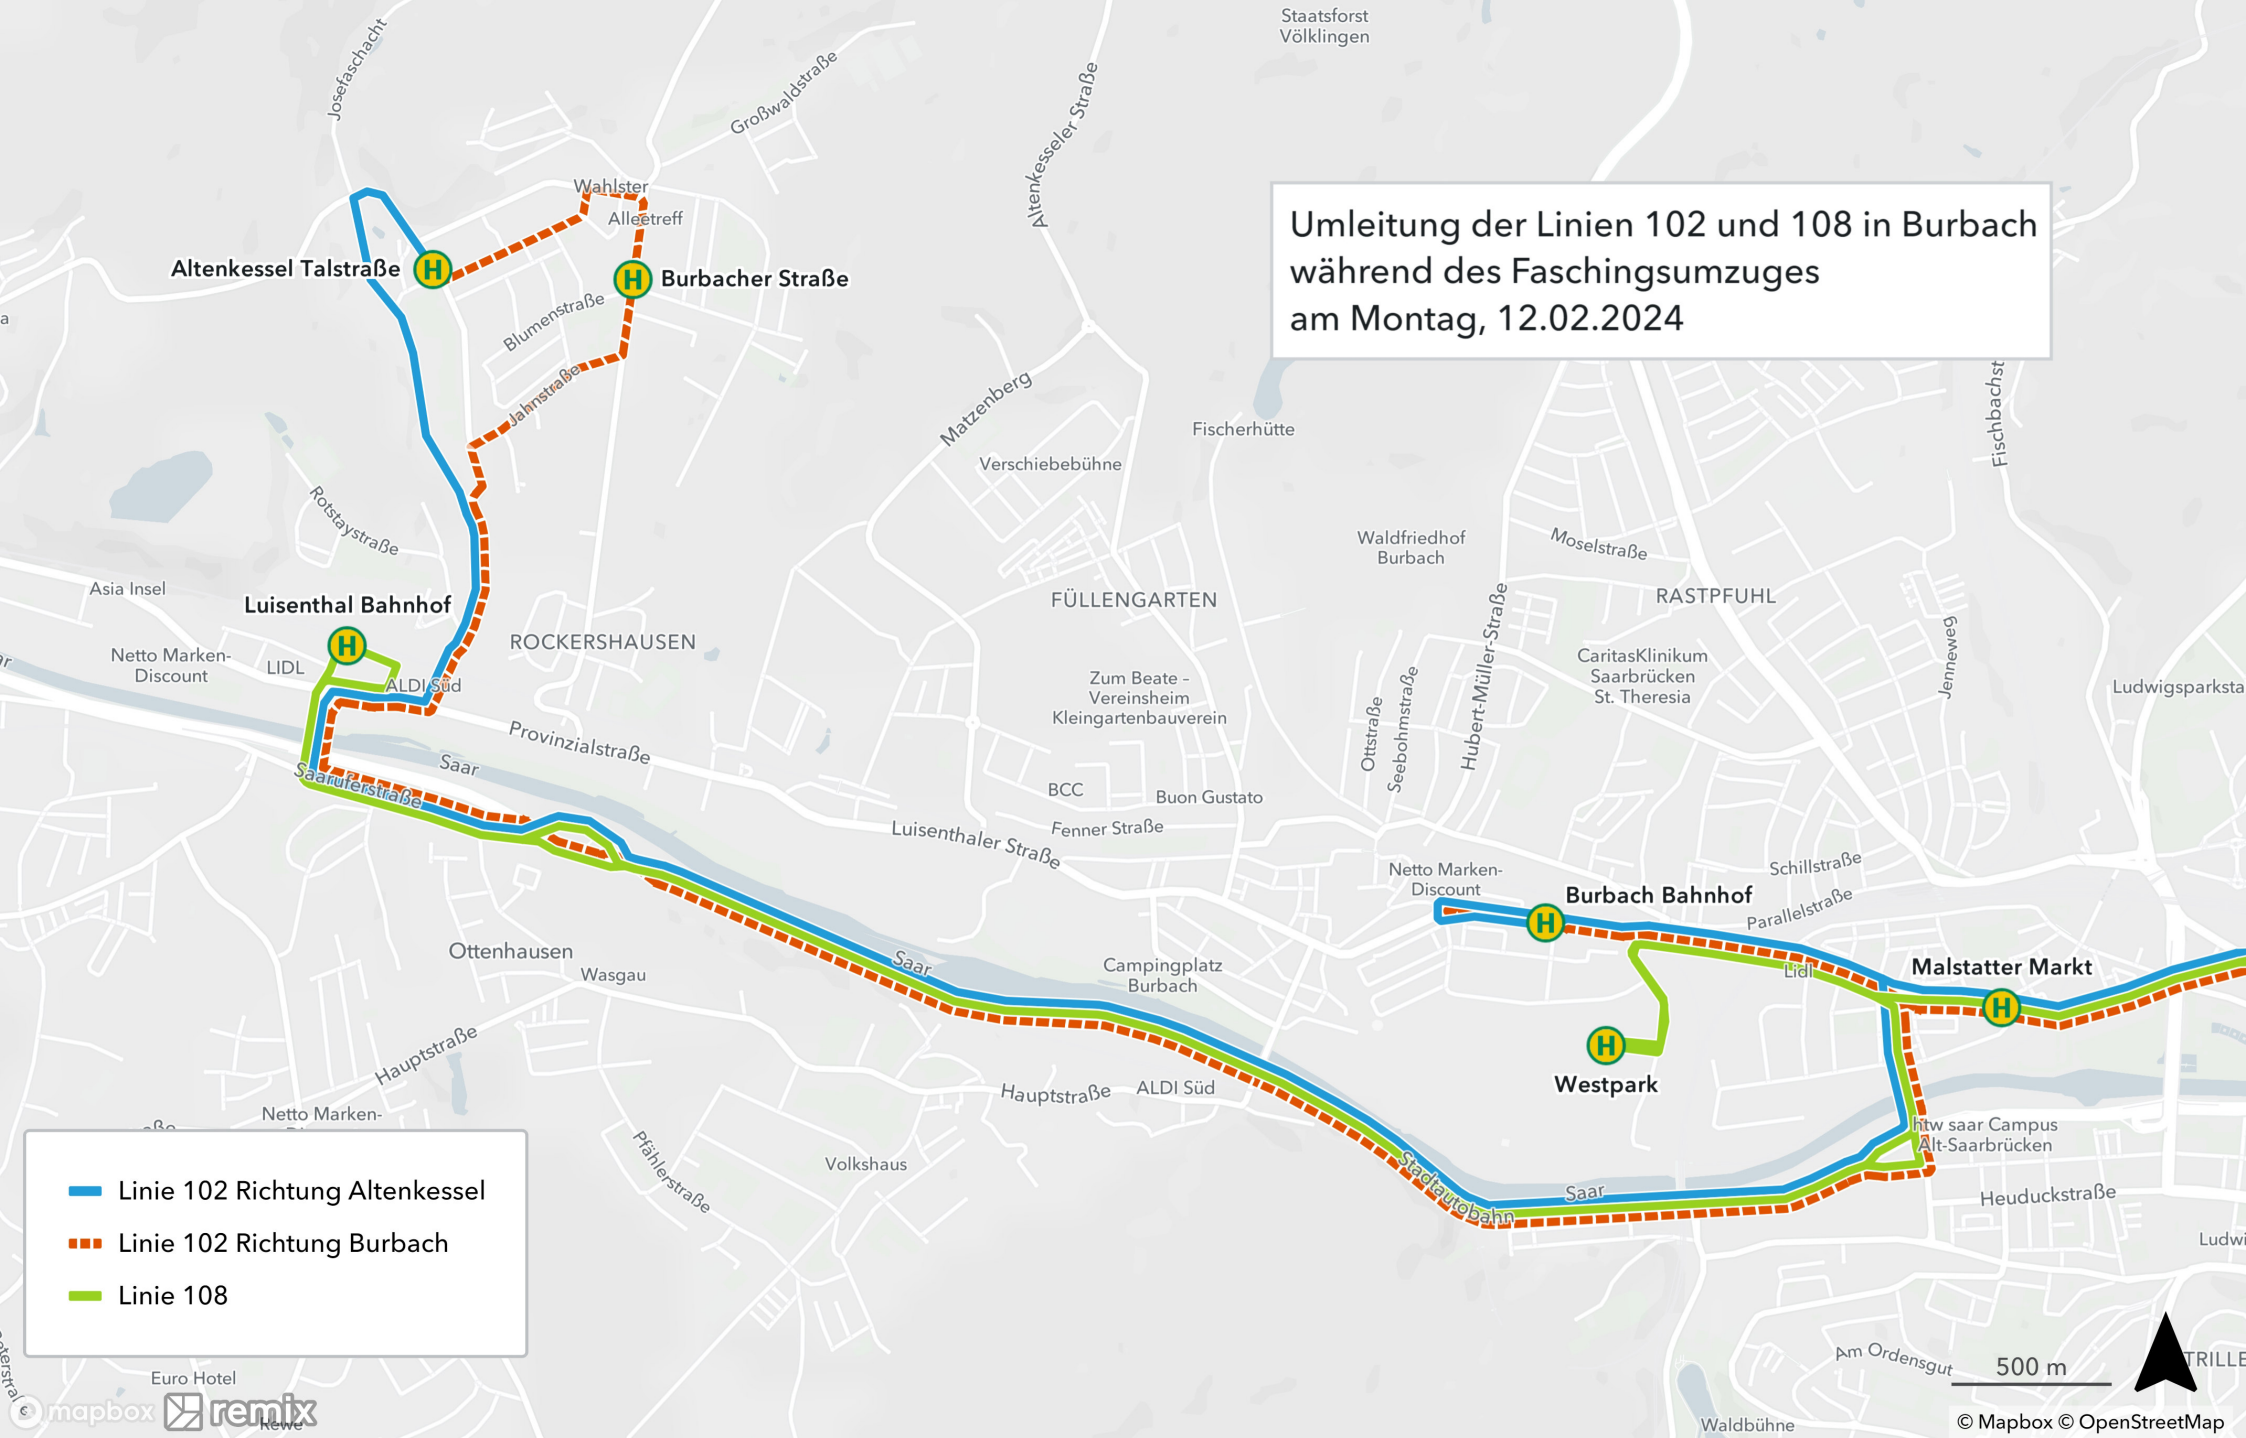 Staatsforst
Völklingen
Josefaschacht
Großwaldstraße
Altenkesseler Straße
Wahlster
Alleetreff
Umleitung der Linien 102 und 108 in Burbach
während des Faschingsumzuges
am Montag, 12.02.2024
Altenkessel Talstraße
H
H
Burbacher Straße
Blumenstraße
a
Jahnstraße
Matzenberg
Fischerhütte
Fischbachst
Verschiebebühne
Rotstaystraße
Waldfriedhof
Burbach
Moselstraße
Asia Insel
Luisenthal Bahnhof
H
FÜLLENGARTEN
RASTPFUHL
Hubert-Müller-Straße
ROCKERSHAUSEN
Netto Marken-
Discount
LIDL
ALDI Süd
CaritasKlinikum
Saarbrücken
St. Theresia
Jenneweg
Zum Beate –
Vereinsheim
Kleingartenbauverein
Ludwigsparksta
Ottstraße
Seebohmstraße
Provinzialstraße
Saar
Saaruferstraße
BCC
Buon Gustato
Luisenthaler Straße
Fenner Straße
Netto Marken-
Discount
Schillstraße
Parallelstraße
Burbach Bahnhof
H
Ottenhausen
Wasgau
Saar
Campingplatz
Burbach
Lidl
Malstatter Markt
H
H
Westpark
Hauptstraße
Hauptstraße
ALDI Süd
Netto Marken-
htw saar Campus
Alt-Saarbrücken
Pfählerstraße
Volkshaus
Stadtautobahn
Saar
Heuduckstraße
Ludwi
Linie 102 Richtung Altenkessel
Linie 102 Richtung Burbach
Linie 108
Am Ordensgut
500 m
TRILLE
Euro Hotel
mapbox
remix
Rewe
Waldbühne
© Mapbox © OpenStreetMap